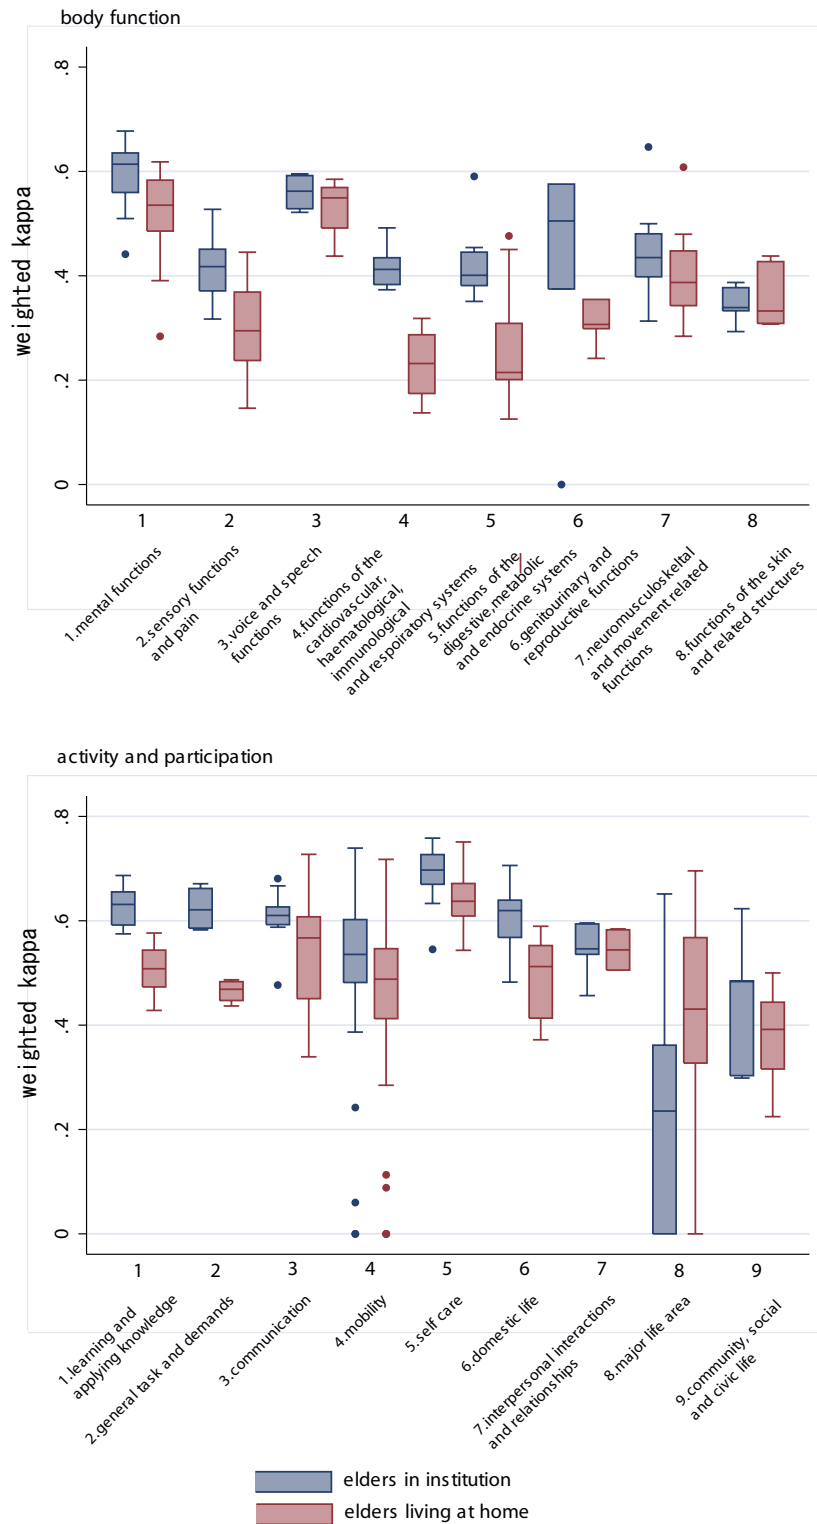 body function
weighted kappa
.8
.6
.4
.2
0
1 2 3 4 5 6 7 8
1.mental functions
2.sensory functions
and pain
3.voice and speech
functions
4.functions of the
cardiovascular,
haematological,
immunological
and respoiratory systems
5.functions of the
digestive,metabolic
and endocrine systems
6.genitourinary and
reproductive functions
7.neuromusculoskeltal
and movement related
functions
8.functions of the skin
and related structures
activity and participation
weighted kappa
.8
.6
.4
.2
0
1 2 3 4 5 6 7 8 9
1.learning and
applying knowledge
2.general task and demands
3.communication
4.mobility
5.self care
6.domestic life
7.interpersonal interactions
and relationships
8.major life area
9.community, social
and civic life
elders in institution
elders living at home